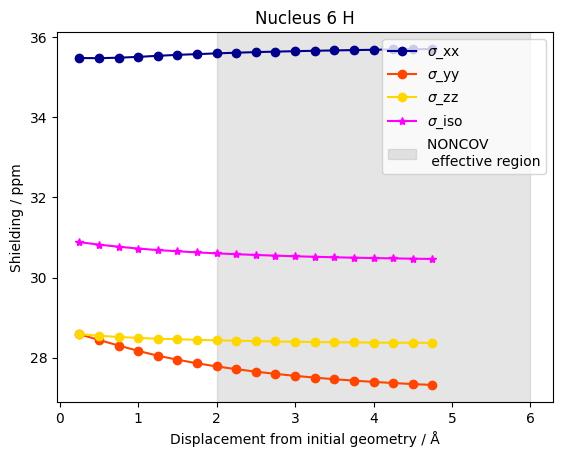 Nucleus 6 H
σ_xx
σ_yy
σ_zz
σ_iso
NONCOV
effective region
Shielding / ppm
36
34
32
30
28
0 1 2 3 4 5 6
Displacement from initial geometry / Å